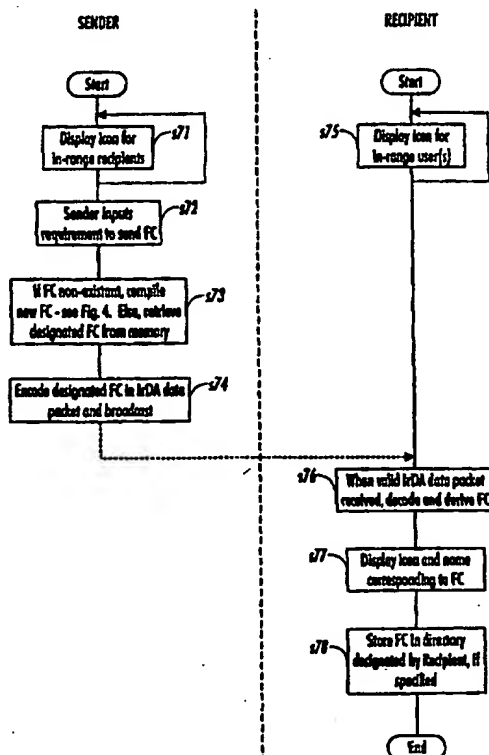 SENDER
Start
Display icon for
in-range recipients
s71
Sender inputs
requirement to send FC
s72
If FC non-existant, compile
new FC - see Fig. 4. Else, retrieve
designated FC from memory
s73
Encode designated FC in IrDA data
packet and broadcast
s74
RECIPIENT
Start
s75
Display icon for
in-range user(s)
s76
When valid IrDA data packet
received, decode and derive FC
s77
Display icon and name
corresponding to FC
s78
Store FC in directory
designated by Recipient, if
specified
End